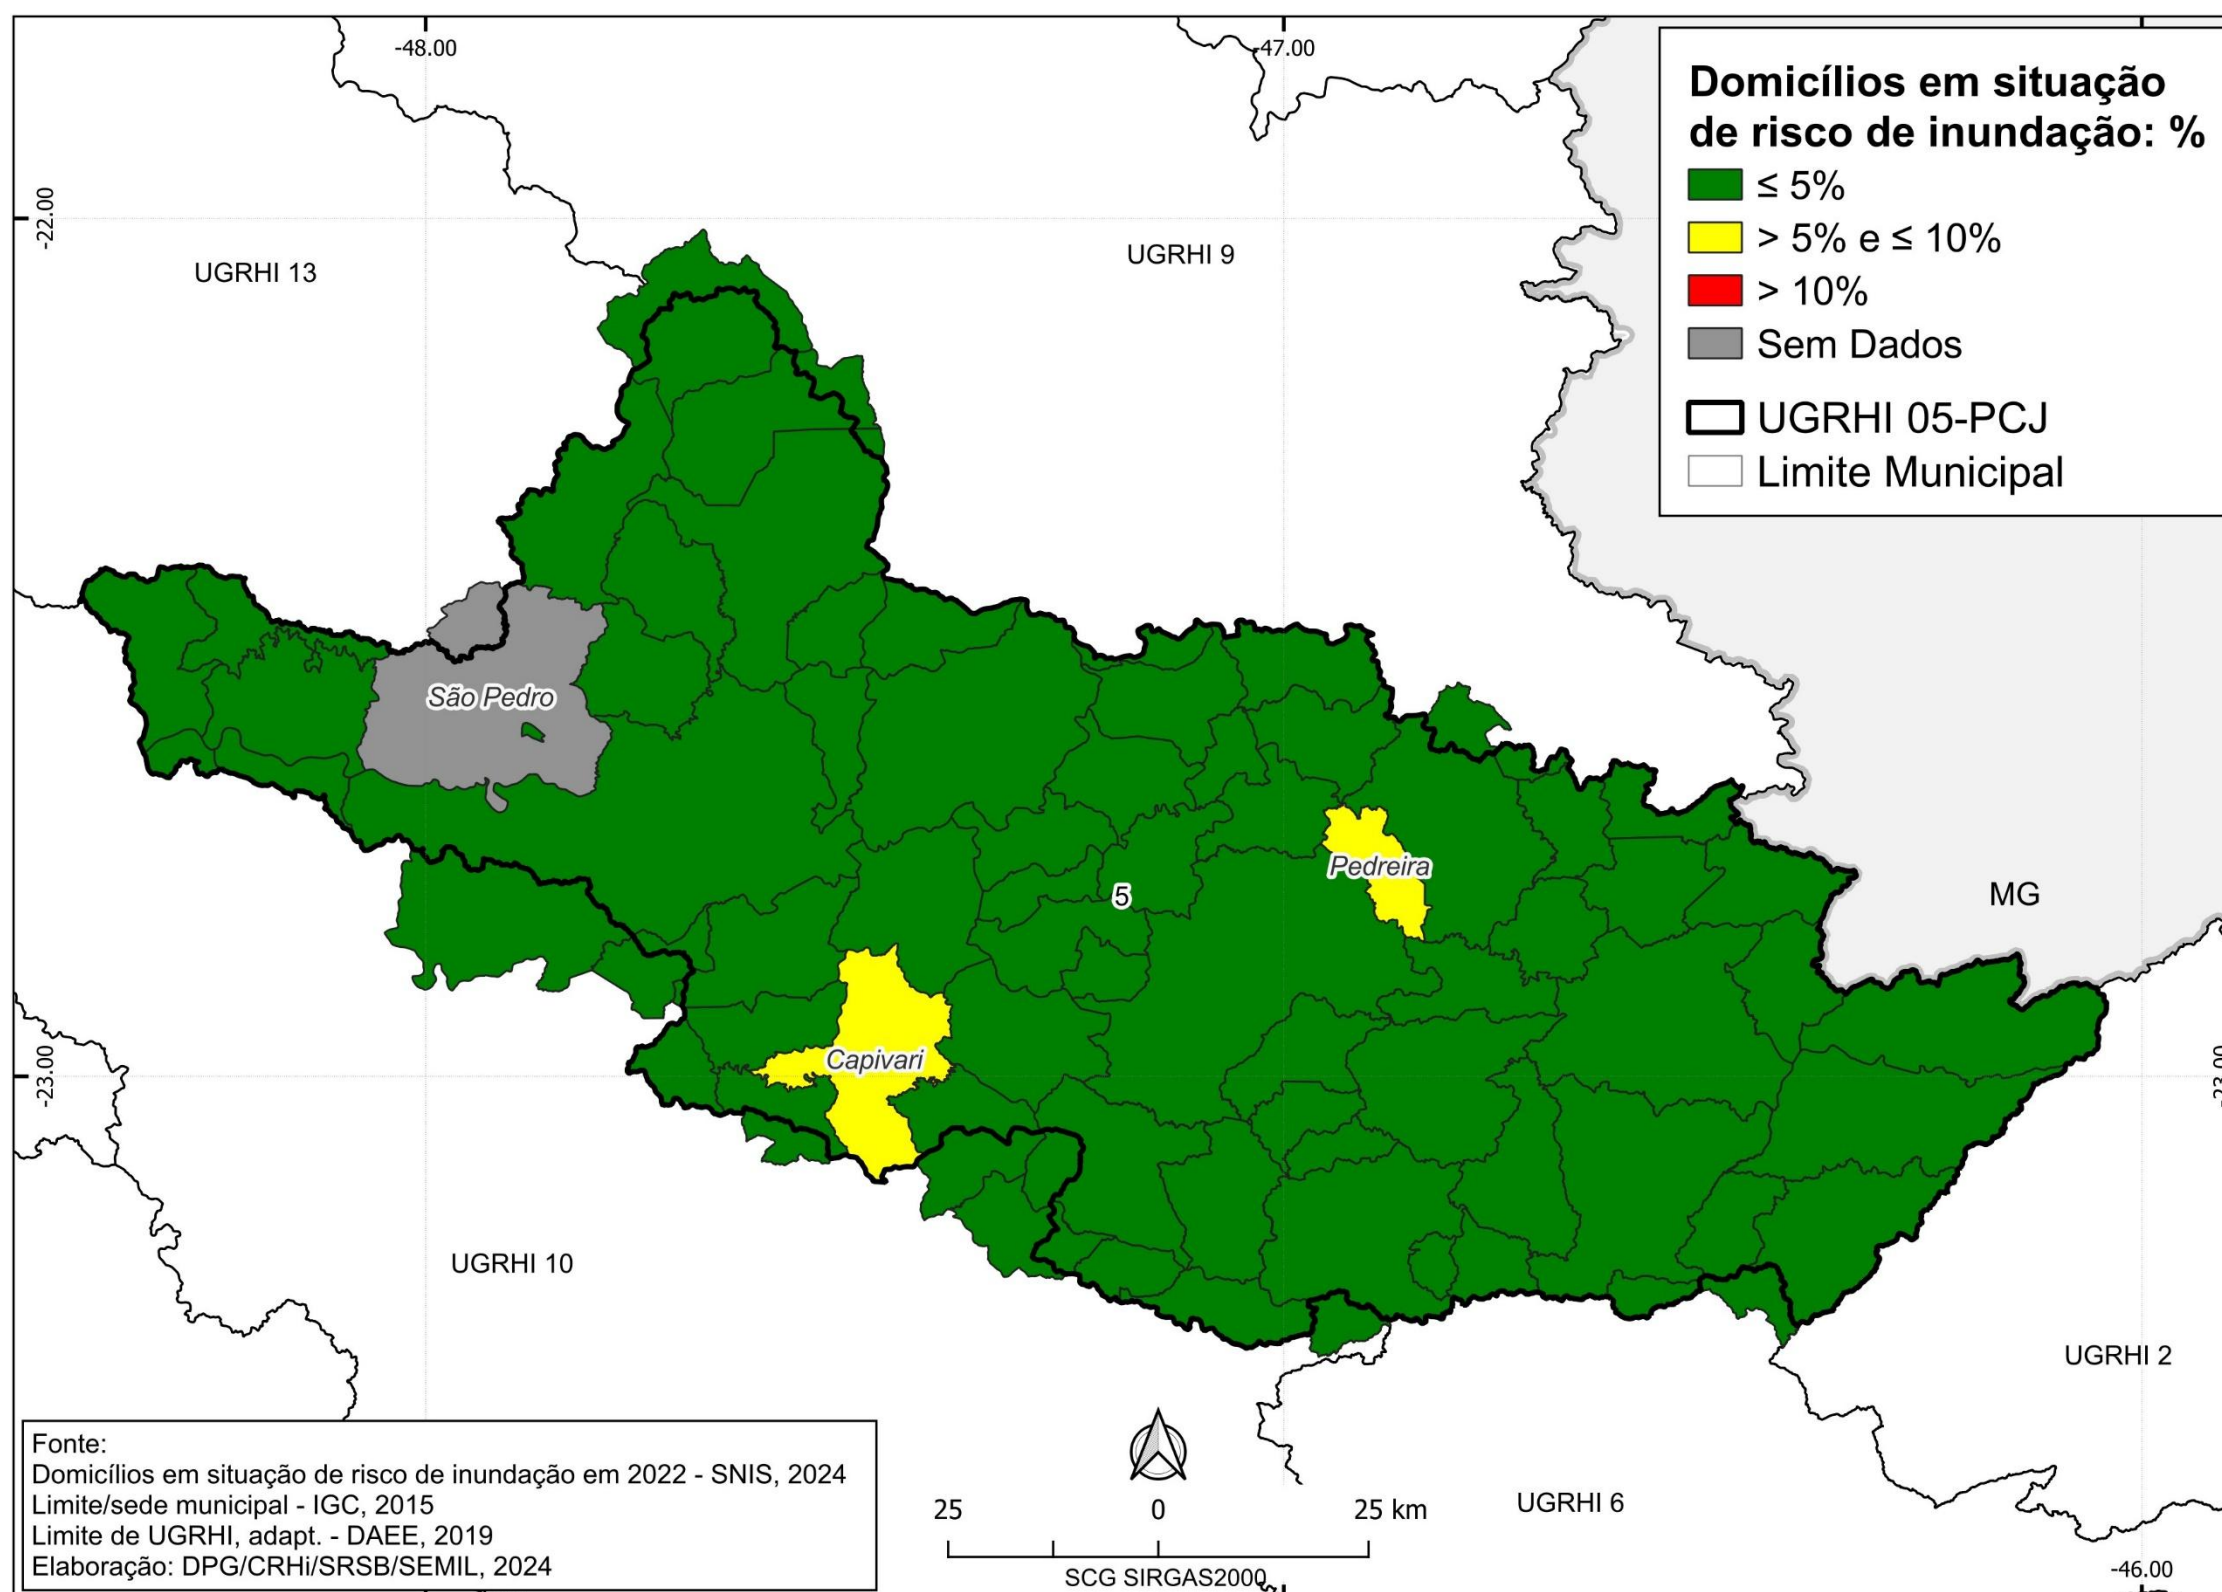 -48.00
-47.00
Domicílios em situação
de risco de inundação: %
≤ 5%
> 5% e ≤ 10%
> 10%
Sem Dados
UGRHI 05-PCJ
Limite Municipal
-22.00
UGRHI 13
UGRHI 9
São Pedro
Pedreira
5
MG
Capivari
-23.00
-23.00
UGRHI 10
UGRHI 2
Fonte:
Domicílios em situação de risco de inundação em 2022 - SNIS, 2024
Limite/sede municipal - IGC, 2015
Limite de UGRHI, adapt. - DAEE, 2019
Elaboração: DPG/CRHi/SRSB/SEMIL, 2024
25 0 25 km
SCG SIRGAS2000
UGRHI 6
-46.00